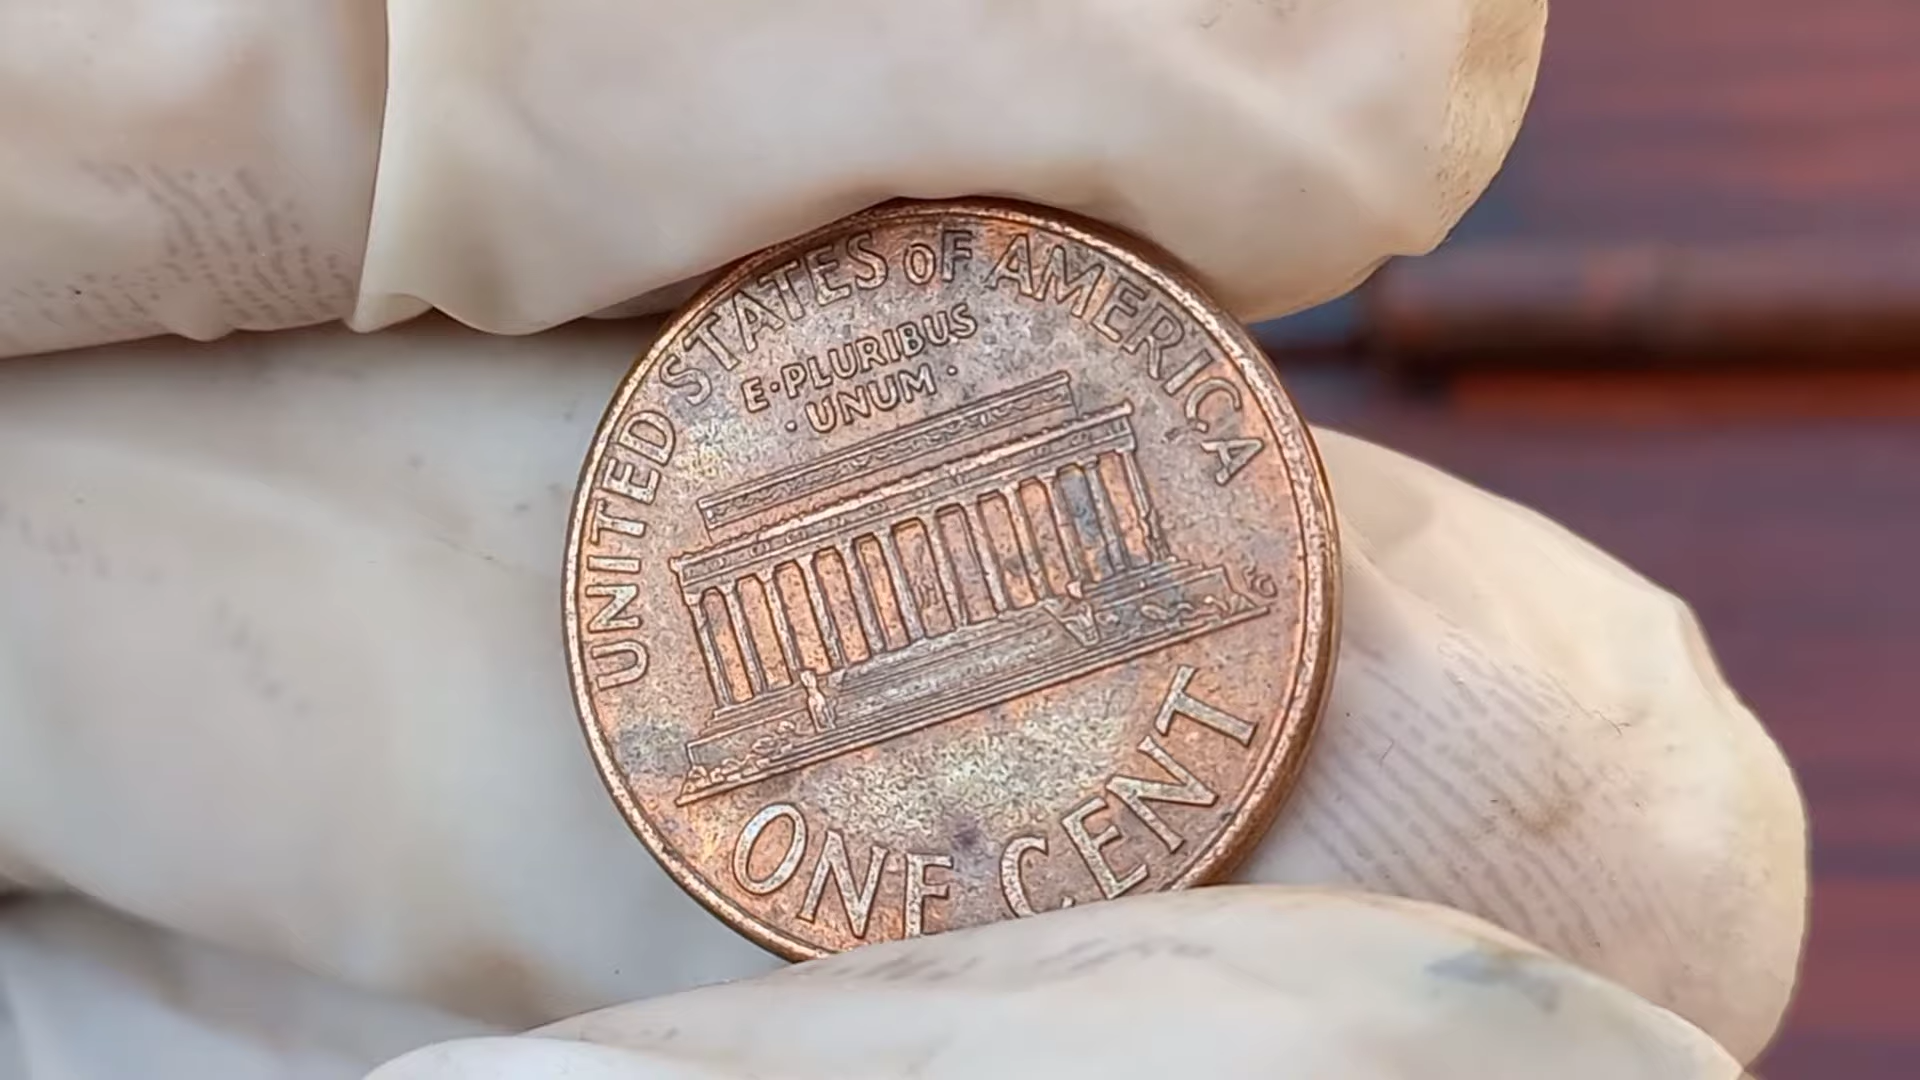 UNITED STATES OF AMERICA
E·PLURIBUS
·UNUM·
ONE CENT